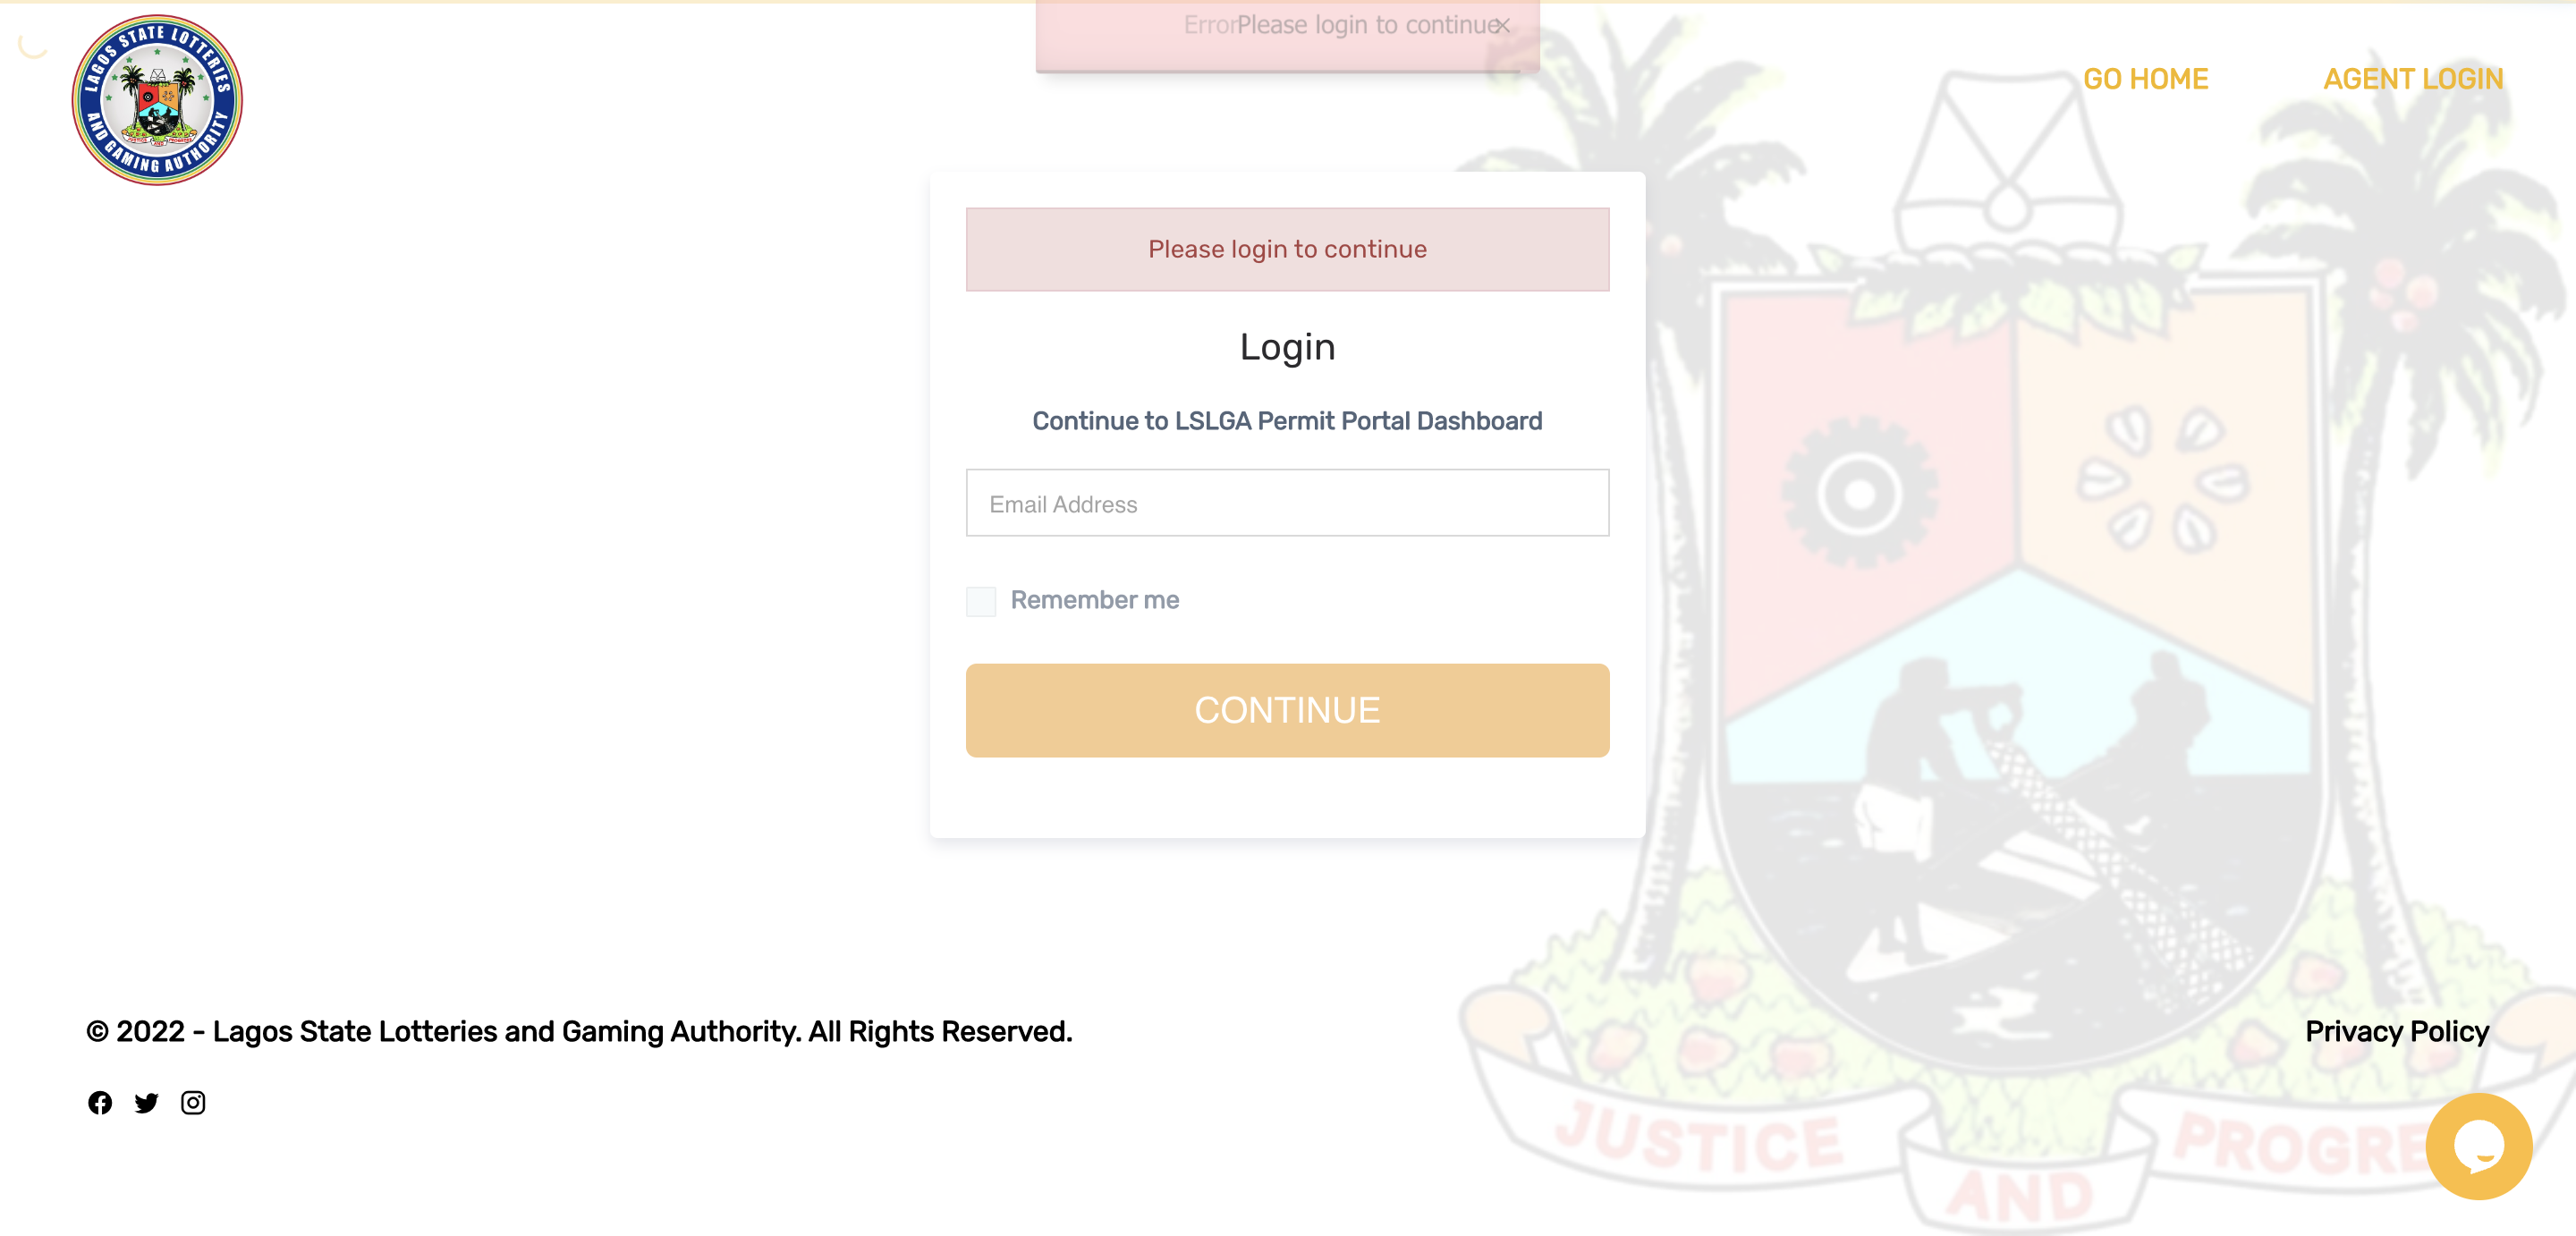 ErrorPlease login to continue
LAGOS STATE LOTTERIES
AND GAMING AUTHORITY
GO HOME
AGENT LOGIN
Please login to continue
Login
Continue to LSLGA Permit Portal Dashboard
Email Address
Remember me
CONTINUE
© 2022 - Lagos State Lotteries and Gaming Authority. All Rights Reserved.
Privacy Policy
JUSTICE
AND
PROGRE